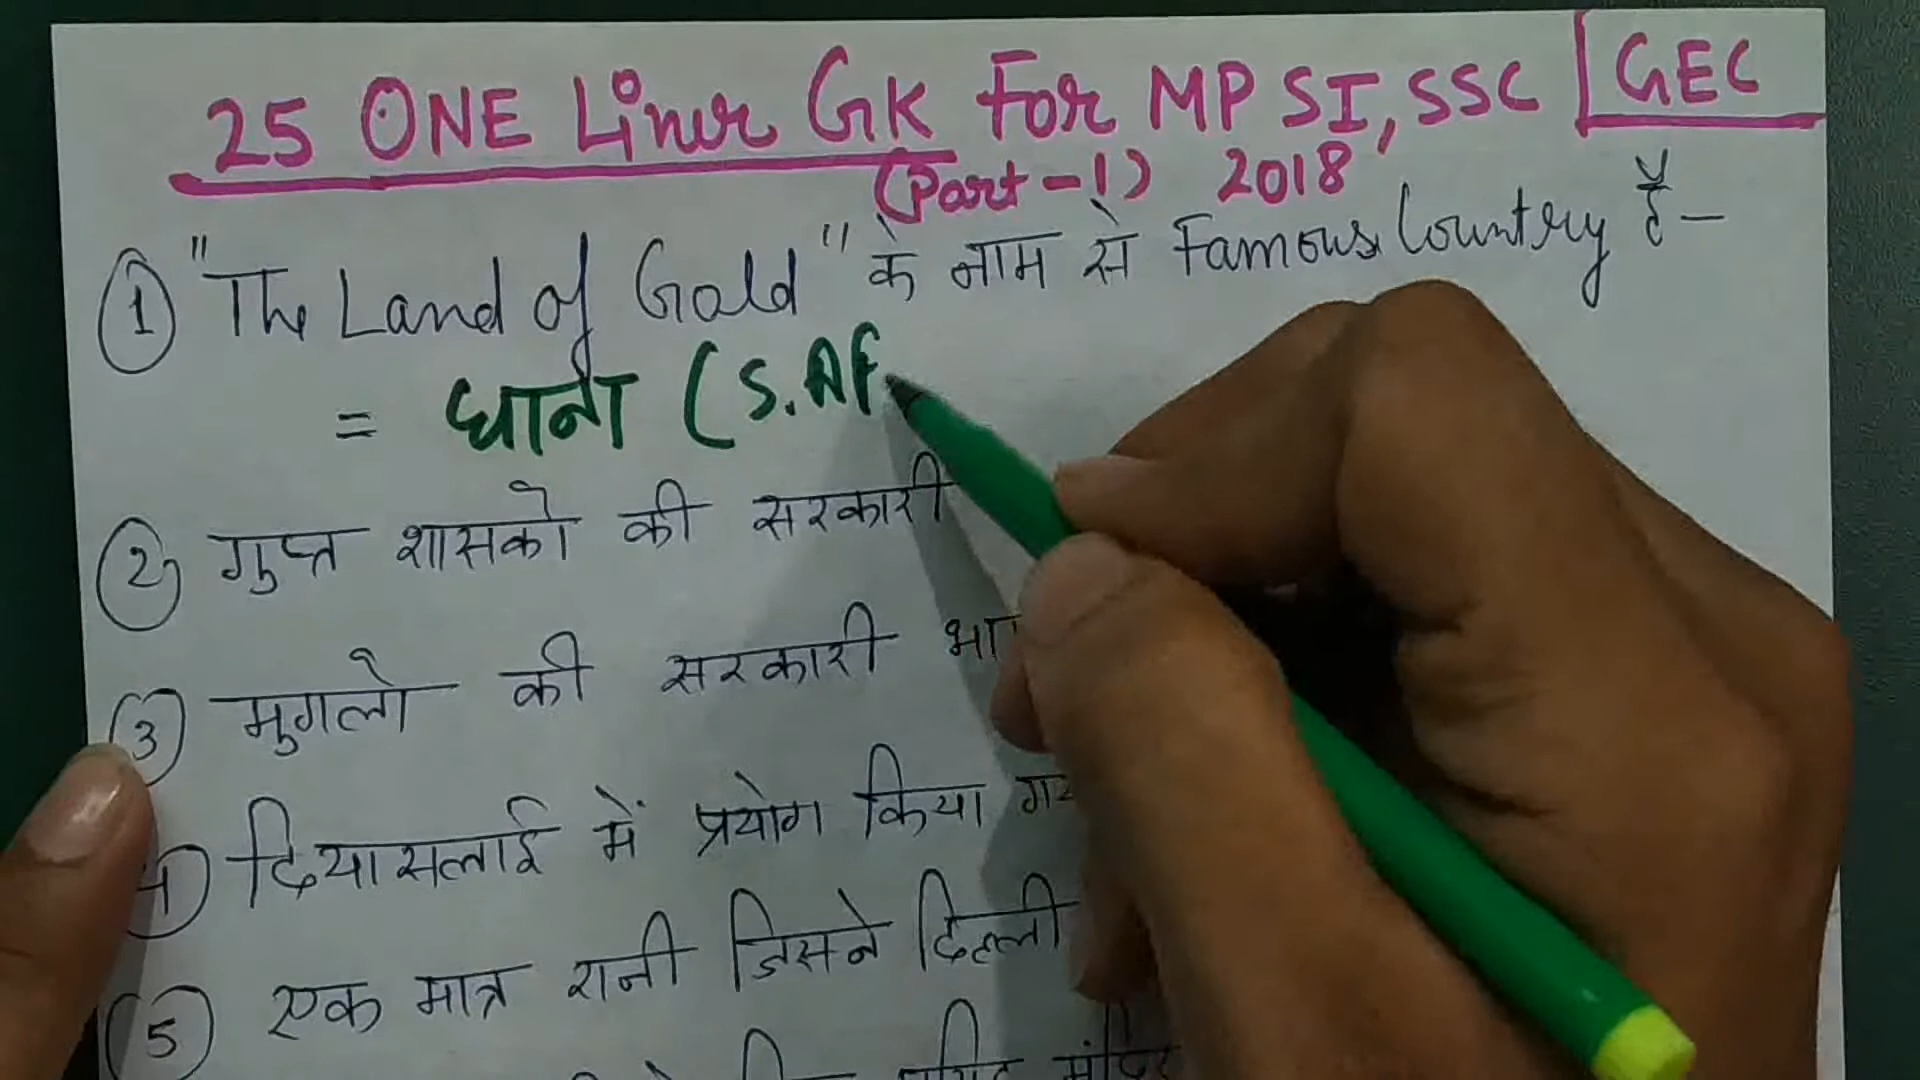 25 ONE Liner GK For MP SI, SSC GEC
(Part-1) 2018
① "The Land of Gold" के नाम से Famous Country है -
= घाना (S.AF
② गुप्त शासको की सरकारी
③ मुगलो की सरकारी
④ दियासलाई में प्रयोग किया
⑤ एक मात्र रानी जिसने दिल्ली